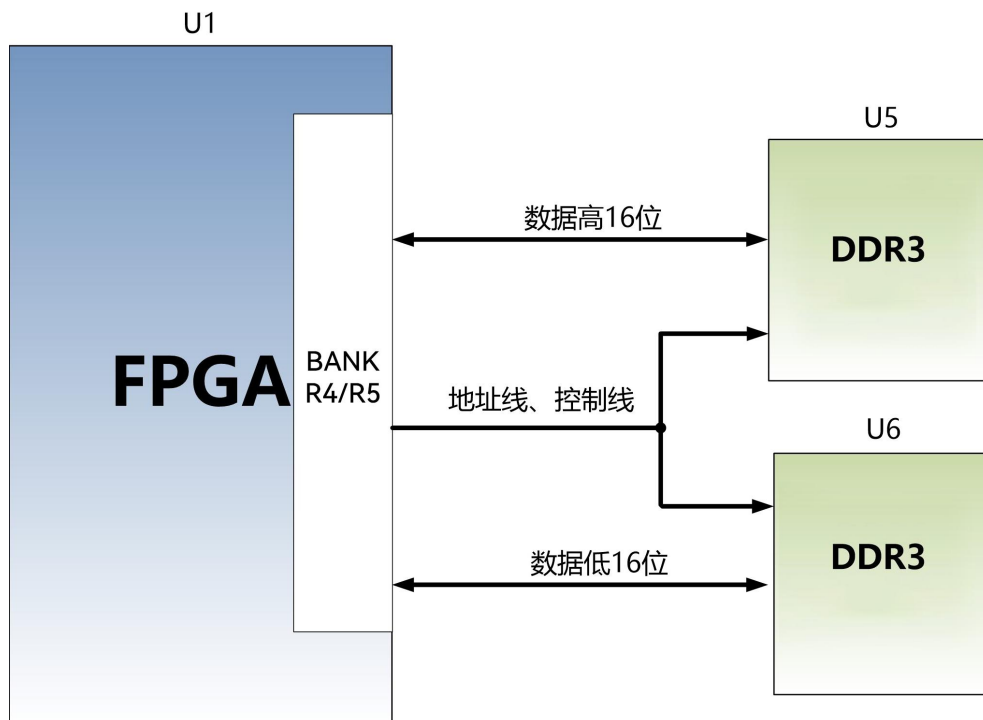 U1
U5
数据高16位
DDR3
FPGA
BANK
R4/R5
地址线、控制线
U6
数据低16位
DDR3